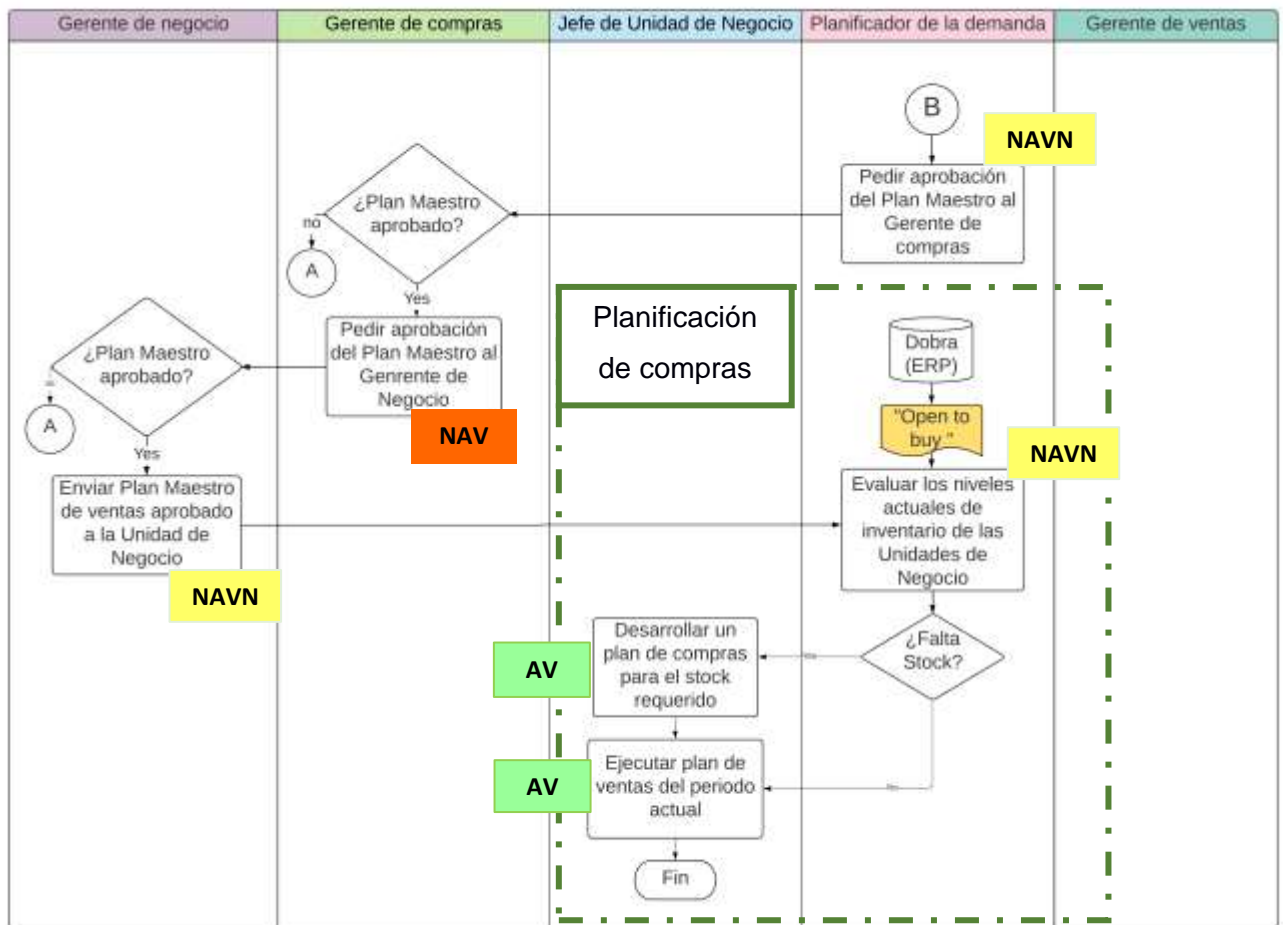 Gerente de negocio
Gerente de compras
Jefe de Unidad de Negocio
Planificador de la demanda
Gerente de ventas
B
NAVN
Pedir aprobación
del Plan Maestro al
Gerente de
compras
¿Plan Maestro
aprobado?
no
A
Yes
Pedir aprobación
del Plan Maestro al
Genrente de
Negocio
NAV
¿Plan Maestro
aprobado?
A
Yes
Enviar Plan Maestro
de ventas aprobado
a la Unidad de
Negocio
NAVN
Planificación
de compras
Dobra
(ERP)
"Open to
buy "
NAVN
Evaluar los niveles
actuales de
inventario de las
Unidades de
Negocio
¿Falta
Stock?
Desarrollar un
plan de compras
para el stock
requerido
AV
Ejecutar plan de
ventas del periodo
actual
AV
Fin